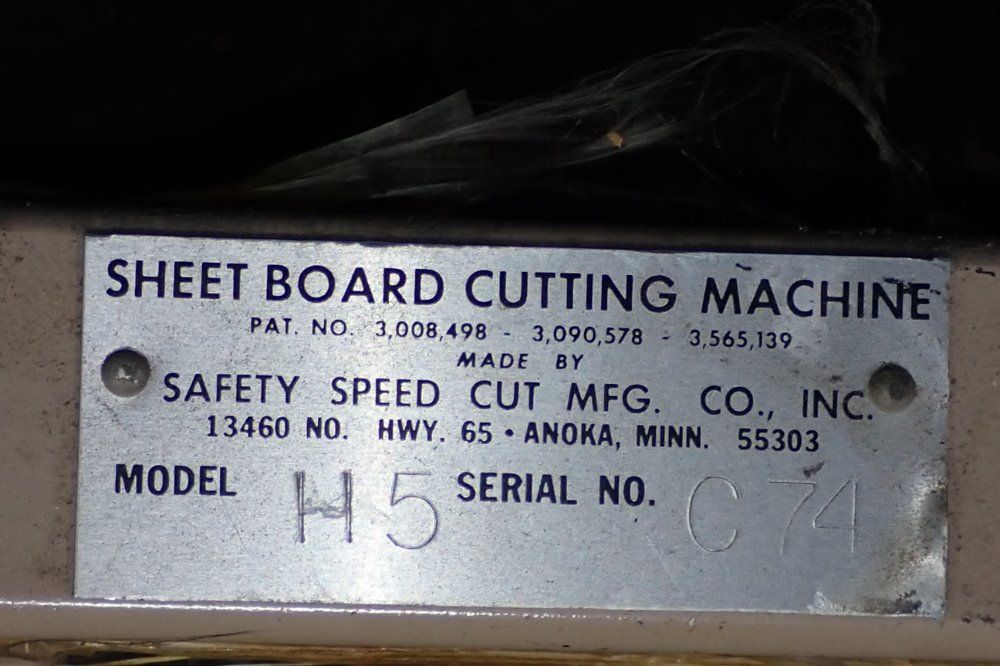 SHEET BOARD CUTTING MACHINE
PAT. NO. 3,008,498 - 3,090,578 - 3,565,139
MADE BY
SAFETY SPEED CUT MFG. CO., INC.
13460 NO. HWY. 65 • ANOKA, MINN. 55303
MODEL H5 SERIAL NO. C74